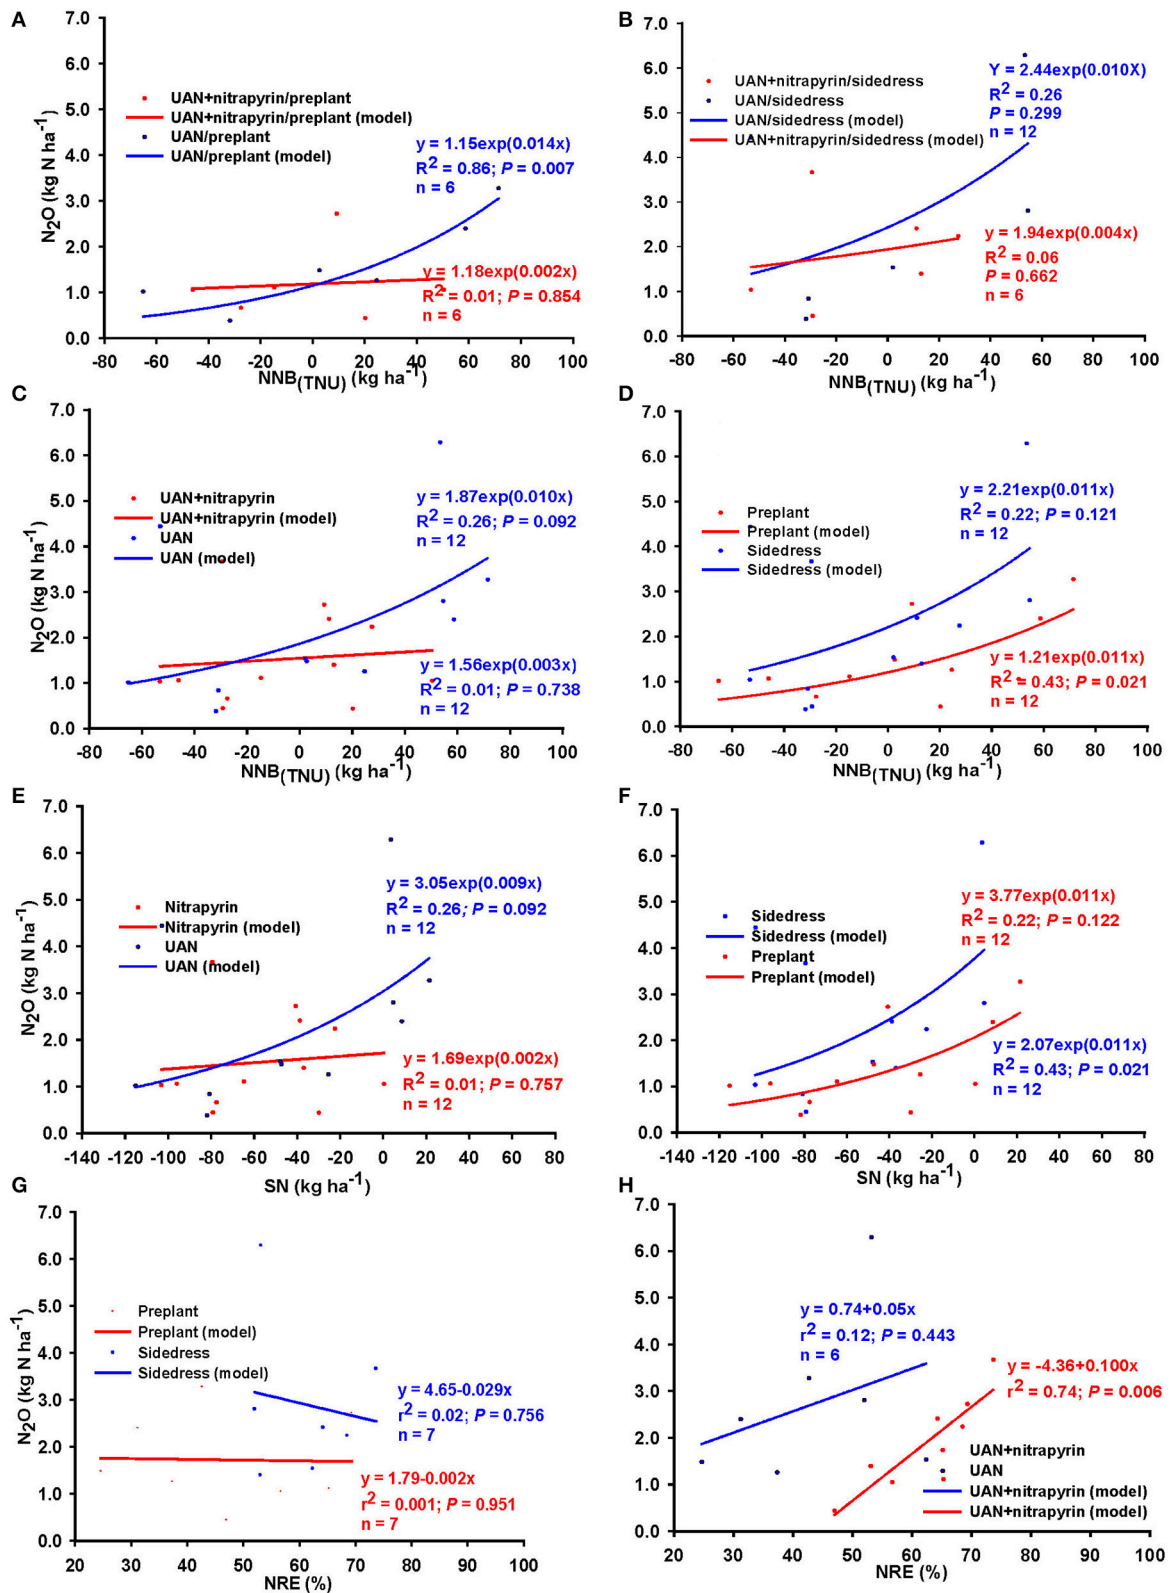 A
7.0
6.0
5.0
4.0
3.0
2.0
1.0
0.0
N2O (kg N ha-1)
UAN+nitrapyrin/preplant
UAN+nitrapyrin/preplant (model)
UAN/preplant
UAN/preplant (model)
y = 1.15exp(0.014x)
R2 = 0.86; P = 0.007
n = 6
y = 1.18exp(0.002x)
R2 = 0.01; P = 0.854
n = 6
-80 -60 -40 -20 0 20 40 60 80 100
NNB(TNU) (kg ha-1)
B
7.0
6.0
5.0
4.0
3.0
2.0
1.0
0.0
UAN+nitrapyrin/sidedress
UAN/sidedress
UAN/sidedress (model)
UAN+nitrapyrin/sidedress (model)
Y = 2.44exp(0.010X)
R2 = 0.26
P = 0.299
n = 12
y = 1.94exp(0.004x)
R2 = 0.06
P = 0.662
n = 6
-80 -60 -40 -20 0 20 40 60 80 100
NNB(TNU) (kg ha-1)
C
7.0
6.0
5.0
4.0
3.0
2.0
1.0
0.0
N2O (kg N ha-1)
UAN+nitrapyrin
UAN+nitrapyrin (model)
UAN
UAN (model)
y = 1.87exp(0.010x)
R2 = 0.26; P = 0.092
n = 12
y = 1.56exp(0.003x)
R2 = 0.01; P = 0.738
n = 12
-80 -60 -40 -20 0 20 40 60 80 100
NNB(TNU) (kg ha-1)
D
7.0
6.0
5.0
4.0
3.0
2.0
1.0
0.0
Preplant
Preplant (model)
Sidedress
Sidedress (model)
y = 2.21exp(0.011x)
R2 = 0.22; P = 0.121
n = 12
y = 1.21exp(0.011x)
R2 = 0.43; P = 0.021
n = 12
-80 -60 -40 -20 0 20 40 60 80 100
NNB(TNU) (kg ha-1)
E
7.0
6.0
5.0
4.0
3.0
2.0
1.0
0.0
N2O (kg N ha-1)
Nitrapyrin
Nitrapyrin (model)
UAN
UAN (model)
y = 3.05exp(0.009x)
R2 = 0.26; P = 0.092
n = 12
y = 1.69exp(0.002x)
R2 = 0.01; P = 0.757
n = 12
-140 -120 -100 -80 -60 -40 -20 0 20 40 60 80
SN (kg ha-1)
F
7.0
6.0
5.0
4.0
3.0
2.0
1.0
0.0
Sidedress
Sidedress (model)
Preplant
Preplant (model)
y = 3.77exp(0.011x)
R2 = 0.22; P = 0.122
n = 12
y = 2.07exp(0.011x)
R2 = 0.43; P = 0.021
n = 12
-140 -120 -100 -80 -60 -40 -20 0 20 40 60 80
SN (kg ha-1)
G
7.0
6.0
5.0
4.0
3.0
2.0
1.0
0.0
N2O (kg N ha-1)
Preplant
Preplant (model)
Sidedress
Sidedress (model)
y = 4.65-0.029x
r2 = 0.02; P = 0.756
n = 7
y = 1.79-0.002x
r2 = 0.001; P = 0.951
n = 7
20 30 40 50 60 70 80 90 100
NRE (%)
H
7.0
6.0
5.0
4.0
3.0
2.0
1.0
0.0
y = 0.74+0.05x
r2 = 0.12; P = 0.443
n = 6
y = -4.36+0.100x
r2 = 0.74; P = 0.006
UAN+nitrapyrin
UAN
UAN+nitrapyrin (model)
UAN+nitrapyrin (model)
20 30 40 50 60 70 80 90 100
NRE (%)